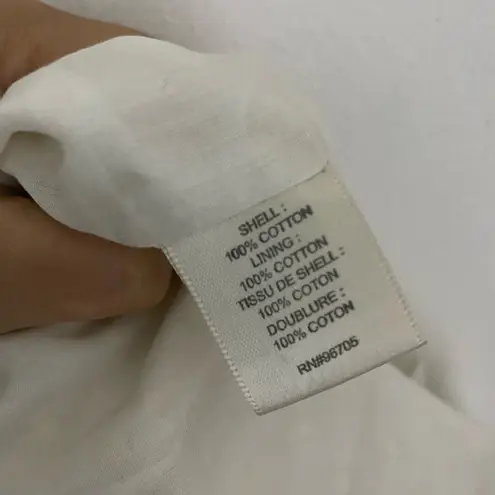 SHELL :
100% COTTON
LINING :
100% COTTON
TISSU DE SHELL :
100% COTON
DOUBLURE :
100% COTON
RN#96705